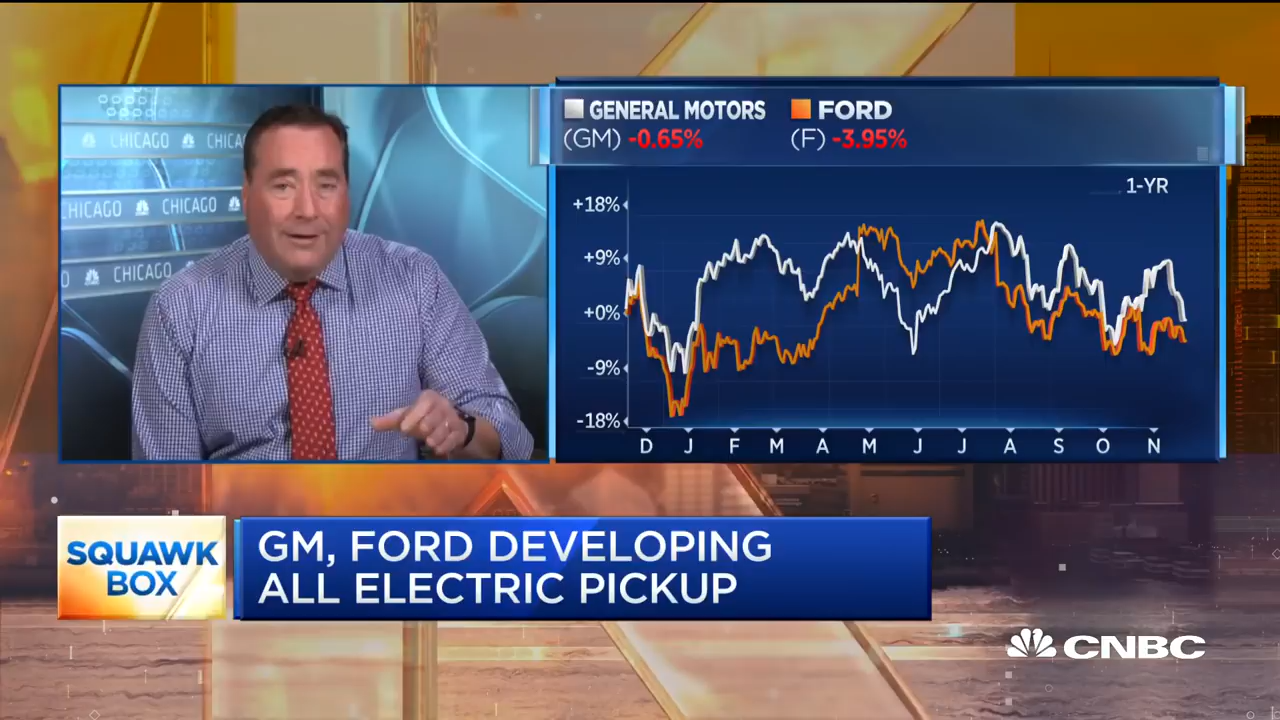 CHICAGO CHICA
CHICAGO CHICAGO
O CHICAGO
GENERAL MOTORS FORD
(GM) -0.65% (F) -3.95%
1-YR
+18%
+9%
+0%
-9%
-18%
D J F M A M J J A S O N
SQUAWK
BOX
GM, FORD DEVELOPING
ALL ELECTRIC PICKUP
CNBC